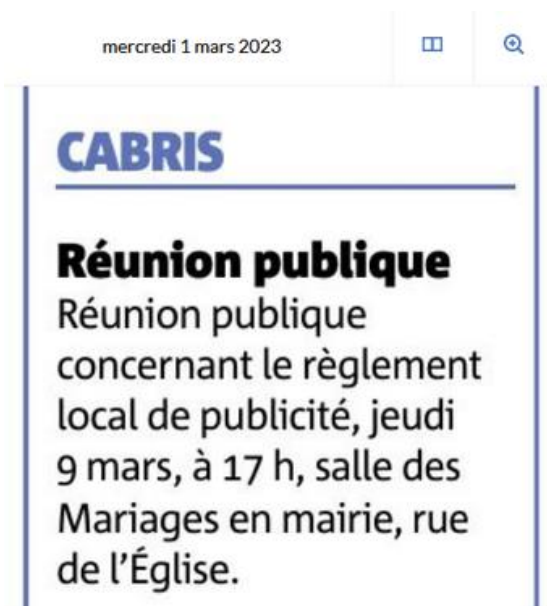 mercredi 1 mars 2023
CABRIS
Réunion publique
Réunion publique
concernant le règlement
local de publicité, jeudi
9 mars, à 17 h, salle des
Mariages en mairie, rue
de l'Église.